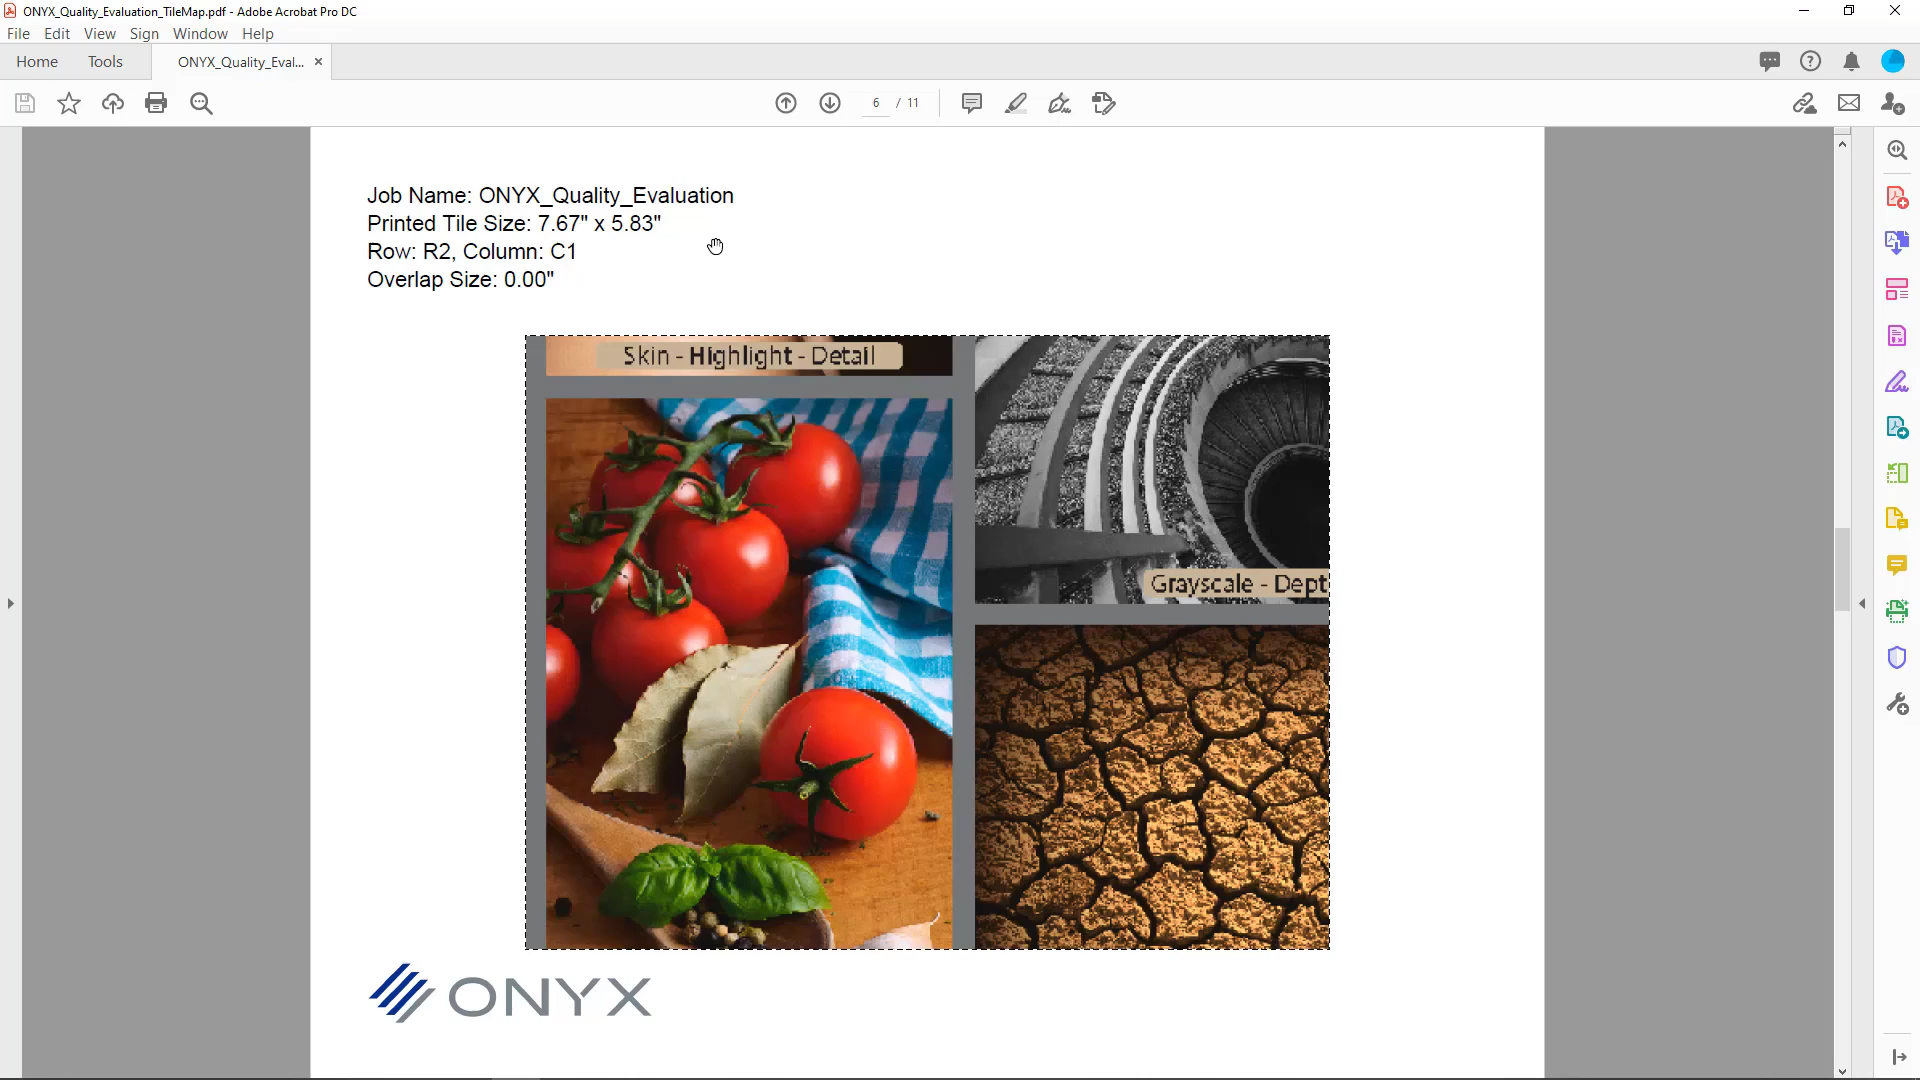 ONYX_Quality_Evaluation_TileMap.pdf - Adobe Acrobat Pro DC
File Edit View Sign Window Help
Home Tools ONYX_Quality_Eval... ×
6 / 11
Job Name: ONYX_Quality_Evaluation
Printed Tile Size: 7.67" x 5.83"
Row: R2, Column: C1
Overlap Size: 0.00"
Skin - Highlight - Detail
Grayscale - Dept
ONYX